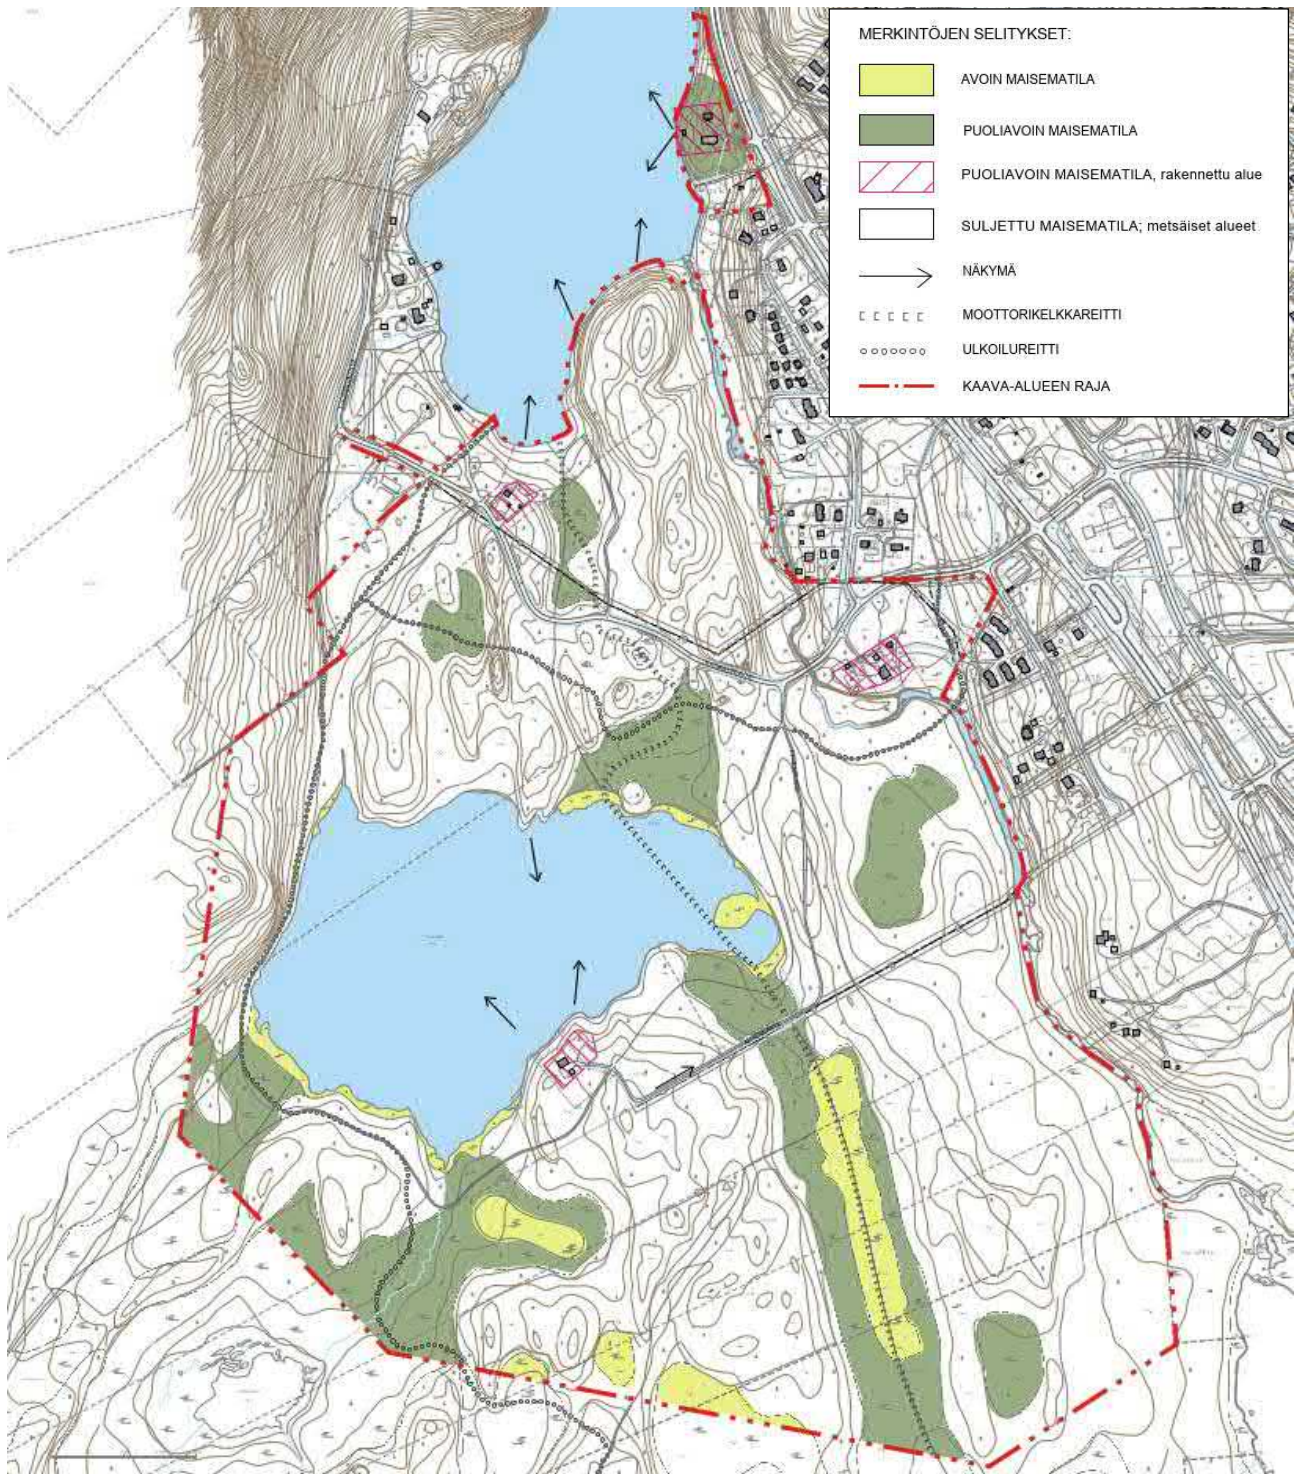 MERKINTÖJEN SELITYKSET:
AVOIN MAISEMATILA
PUOLIAVOIN MAISEMATILA
PUOLIAVOIN MAISEMATILA, rakennettu alue
SULJETTU MAISEMATILA; metsäiset alueet
NÄKYMÄ
MOOTTORIKELKKAREITTI
ULKOILUREITTI
KAAVA-ALUEEN RAJA